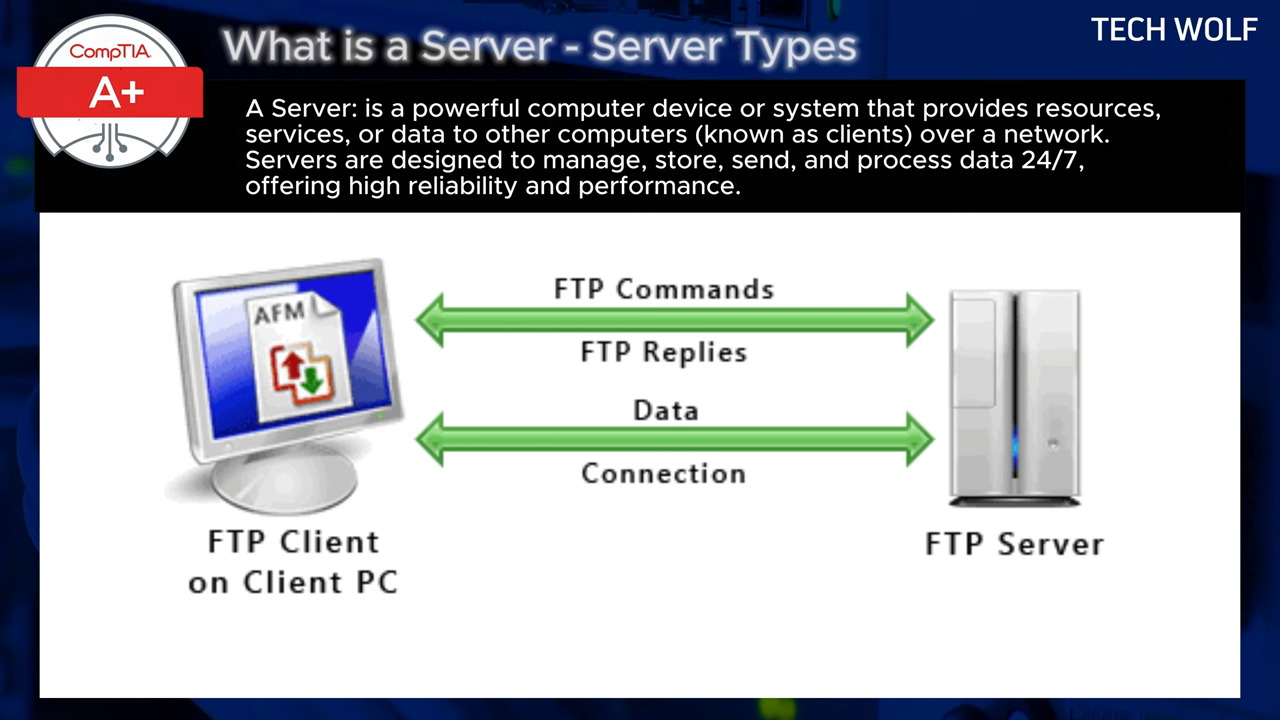 CompTIA.
A+
What is a Server - Server Types
TECH WOLF
A Server: is a powerful computer device or system that provides resources,
services, or data to other computers (known as clients) over a network.
Servers are designed to manage, store, send, and process data 24/7,
offering high reliability and performance.
AFM
FTP Commands
FTP Replies
Data
Connection
FTP Client
on Client PC
FTP Server